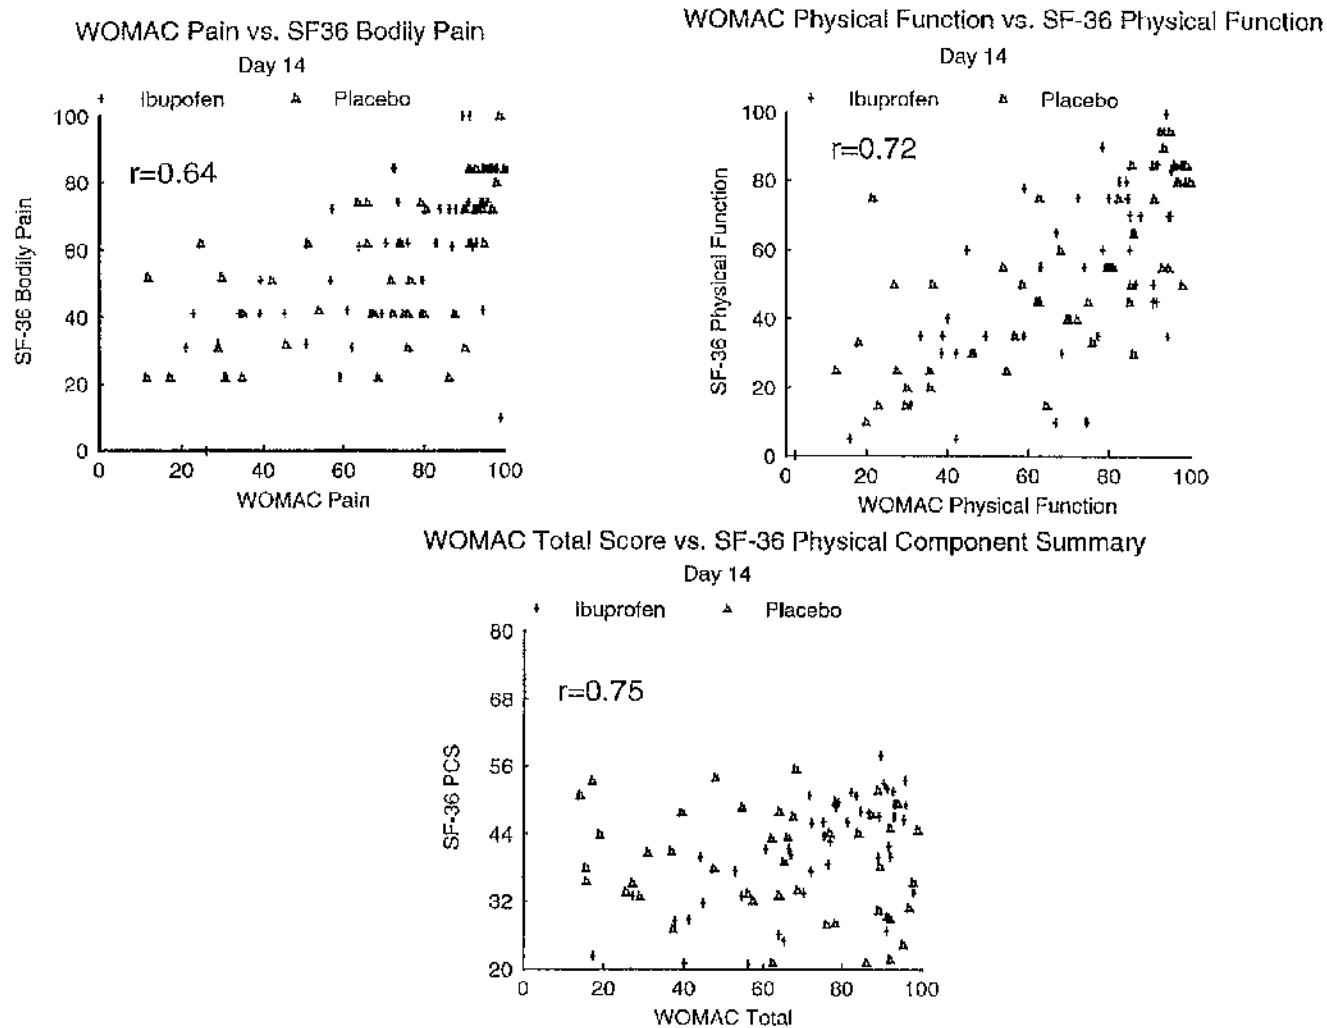 WOMAC Pain vs. SF36 Bodily Pain
Day 14
Ibupofen Placebo
r=0.64
SF-36 Bodily Pain
100
80
60
40
20
0
0 20 40 60 80 100
WOMAC Pain
WOMAC Physical Function vs. SF-36 Physical Function
Day 14
Ibuprofen Placebo
r=0.72
SF-36 Physical Function
100
80
60
40
20
0
0 20 40 60 80 100
WOMAC Physical Function
WOMAC Total Score vs. SF-36 Physical Component Summary
Day 14
Ibuprofen Placebo
r=0.75
SF-36 PCS
80
68
56
44
32
20
0 20 40 60 80 100
WOMAC Total